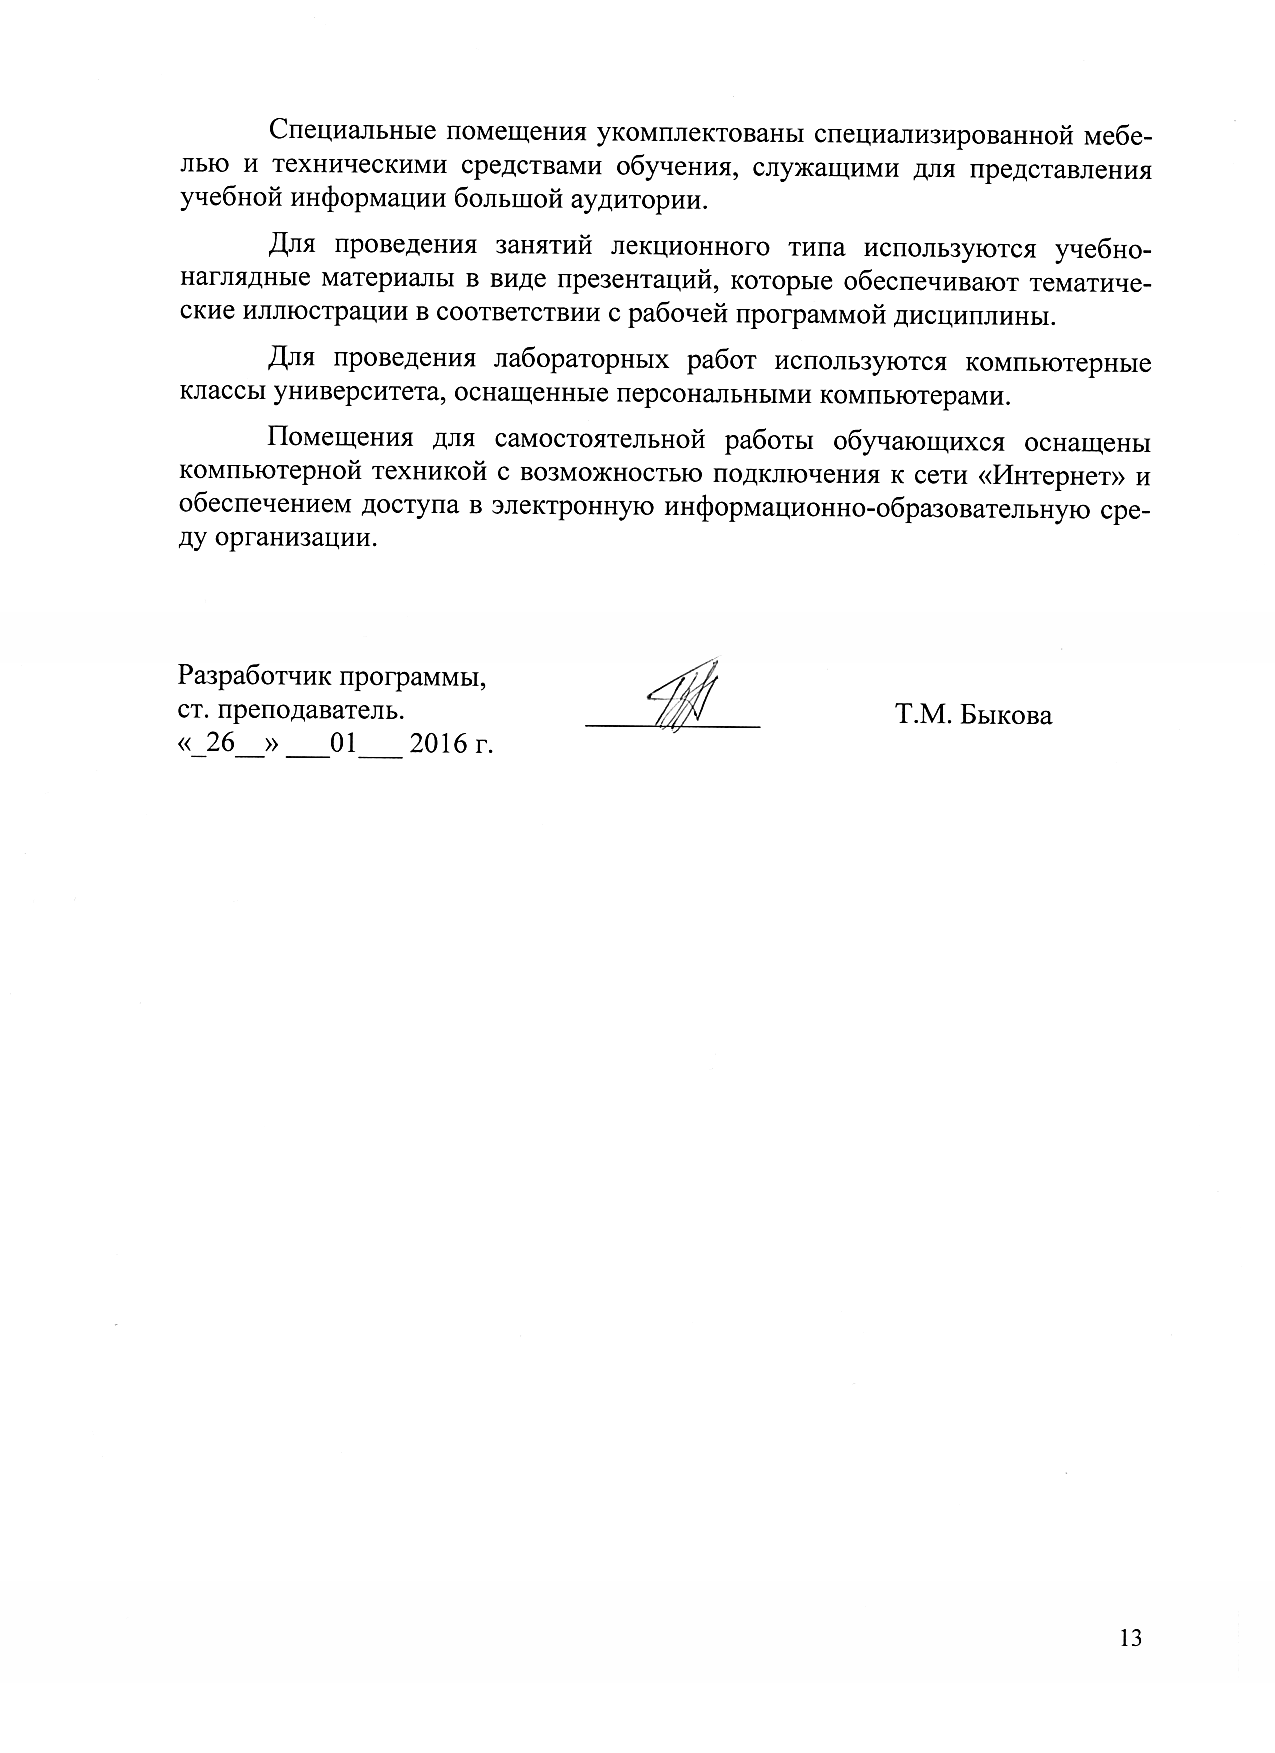 Специальные помещения укомплектованы специализированной мебе-
лью и техническими средствами обучения, служащими для представления
учебной информации большой аудитории.
Для проведения занятий лекционного типа используются учебно-
наглядные материалы в виде презентаций, которые обеспечивают тематиче-
ские иллюстрации в соответствии с рабочей программой дисциплины.
Для проведения лабораторных работ используются компьютерные
классы университета, оснащенные персональными компьютерами.
Помещения для самостоятельной работы обучающихся оснащены
компьютерной техникой с возможностью подключения к сети «Интернет» и
обеспечением доступа в электронную информационно-образовательную сре-
ду организации.
Разработчик программы,
ст. преподаватель. ____________ Т.М. Быкова
«_26__» ___01___ 2016 г.
13